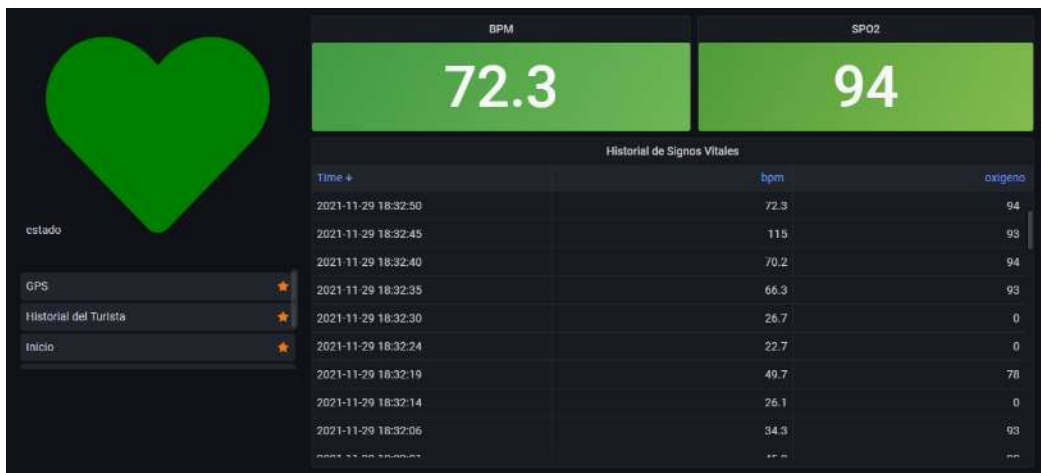 estado
GPS
Historial del Turista
Inicio
BPM
72.3
SPO2
94
Historial de Signos Vitales
Time ↓ bpm oxigeno
2021-11-29 18:32:50 72.3 94
2021-11-29 18:32:45 115 93
2021-11-29 18:32:40 70.2 94
2021-11-29 18:32:35 66.3 93
2021-11-29 18:32:30 26.7 0
2021-11-29 18:32:24 22.7 0
2021-11-29 18:32:19 49.7 78
2021-11-29 18:32:14 26.1 0
2021-11-29 18:32:06 34.3 93